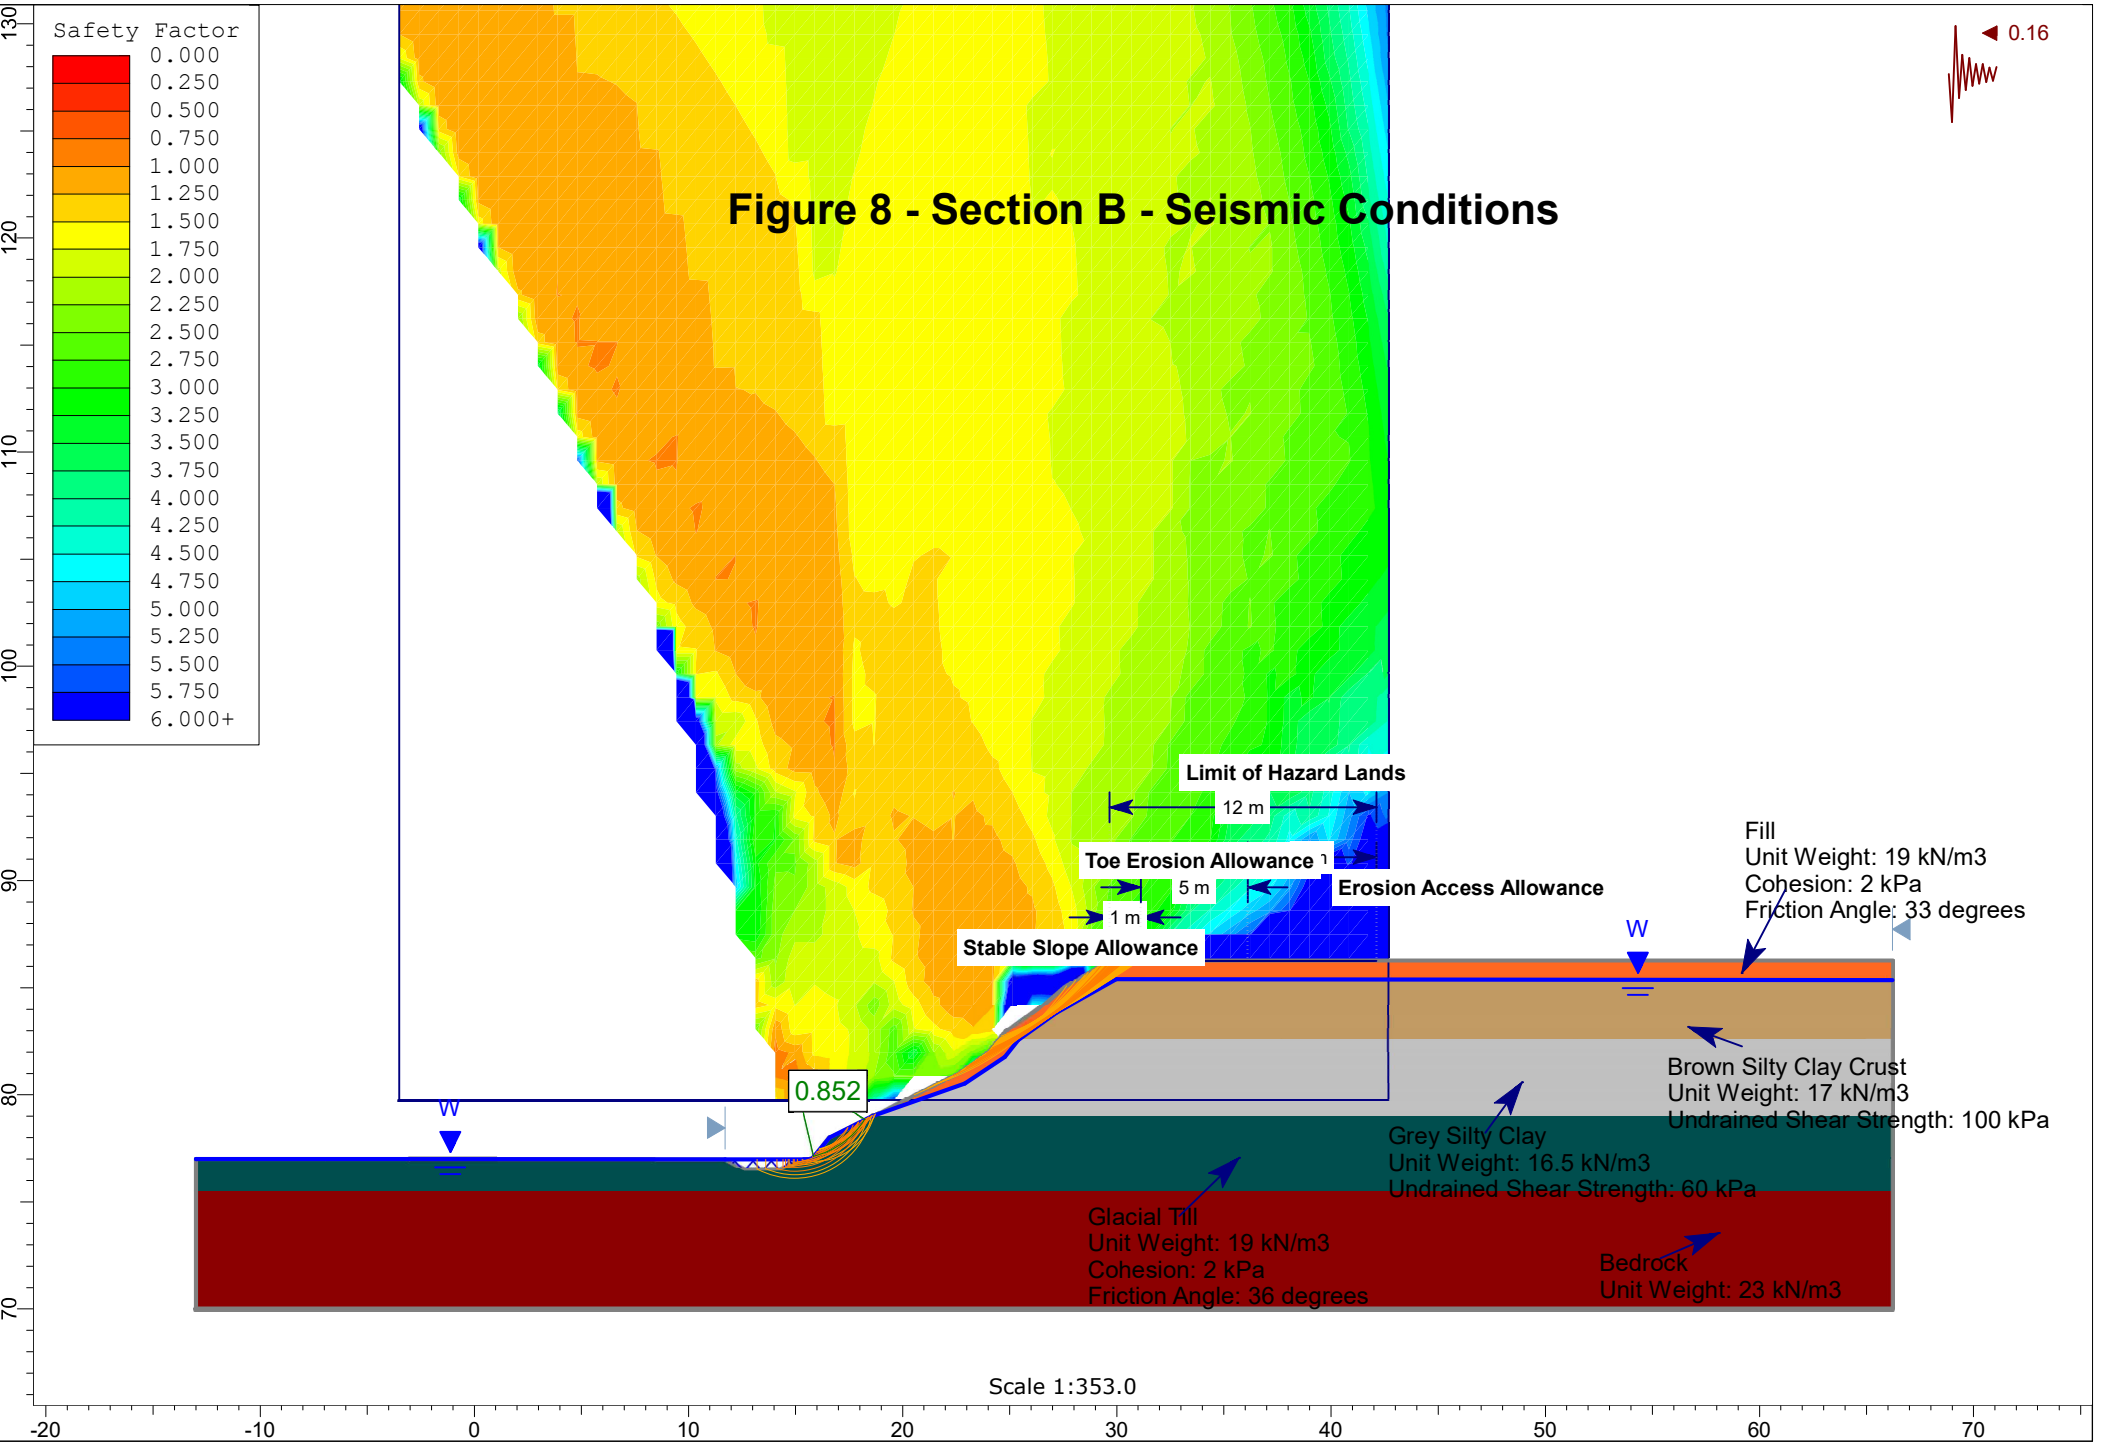 Safety Factor
0.000
0.250
0.500
0.750
1.000
1.250
1.500
1.750
2.000
2.250
2.500
2.750
3.000
3.250
3.500
3.750
4.000
4.250
4.500
4.750
5.000
5.250
5.500
5.750
6.000+
0.16
Figure 8 - Section B - Seismic Conditions
Limit of Hazard Lands
12 m
Toe Erosion Allowance
5 m
Erosion Access Allowance
1 m
Stable Slope Allowance
Fill
Unit Weight: 19 kN/m3
Cohesion: 2 kPa
Friction Angle: 33 degrees
W
Brown Silty Clay Crust
Unit Weight: 17 kN/m3
Undrained Shear Strength: 100 kPa
0.852
W
Grey Silty Clay
Unit Weight: 16.5 kN/m3
Undrained Shear Strength: 60 kPa
Glacial Till
Unit Weight: 19 kN/m3
Cohesion: 2 kPa
Friction Angle: 36 degrees
Bedrock
Unit Weight: 23 kN/m3
Scale 1:353.0
130
120
110
100
90
80
70
-20
-10
0
10
20
30
40
50
60
70